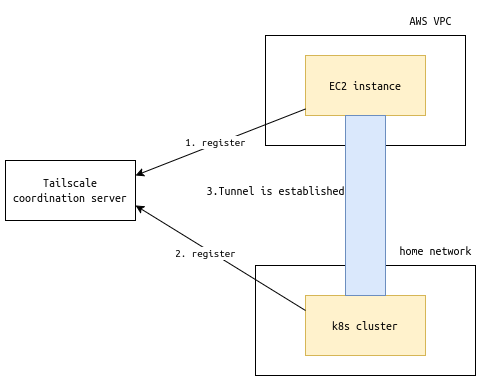 AWS VPC
EC2 instance
1. register
Tailscale
coordination server
3.Tunnel is established
2. register
home network
k8s cluster